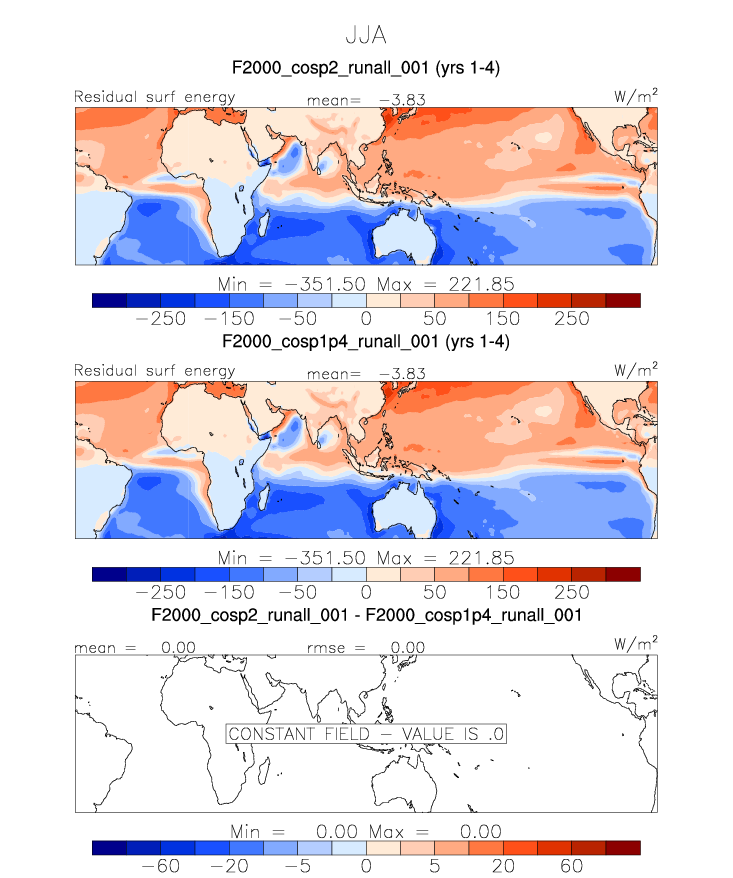 JJA
F2000_cosp2_runall_001 (yrs 1-4)
Residual surf energy mean= −3.83 W/m²
Min = −351.50 Max = 221.85
−250 −150 −50 0 50 150 250
F2000_cosp1p4_runall_001 (yrs 1-4)
Residual surf energy mean= −3.83 W/m²
Min = −351.50 Max = 221.85
−250 −150 −50 0 50 150 250
F2000_cosp2_runall_001 - F2000_cosp1p4_runall_001
mean = 0.00 rmse = 0.00 W/m²
CONSTANT FIELD − VALUE IS .0
Min = 0.00 Max = 0.00
−60 −20 −5 0 5 20 60